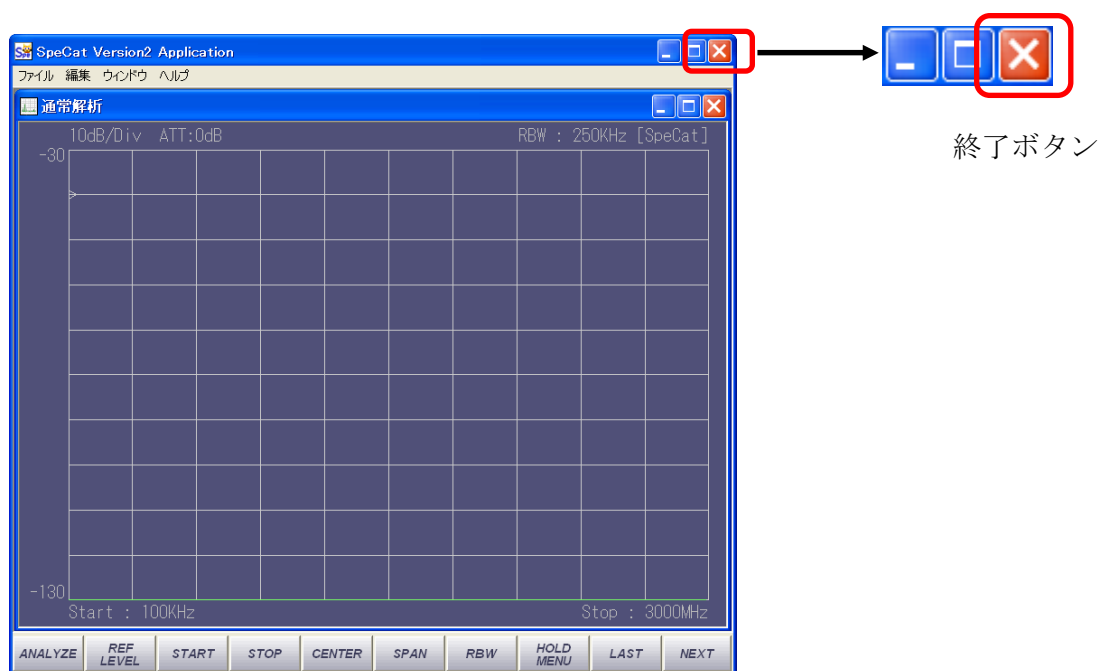 SpeCat Version2 Application
ファイル 編集 ウィンドウ ヘルプ
通常解析
10dB/Div ATT:0dB RBW : 250KHz [SpeCat]
-30
-130
Start : 100KHz Stop : 3000MHz
ANALYZE REF LEVEL START STOP CENTER SPAN RBW HOLD MENU LAST NEXT
終了ボタン